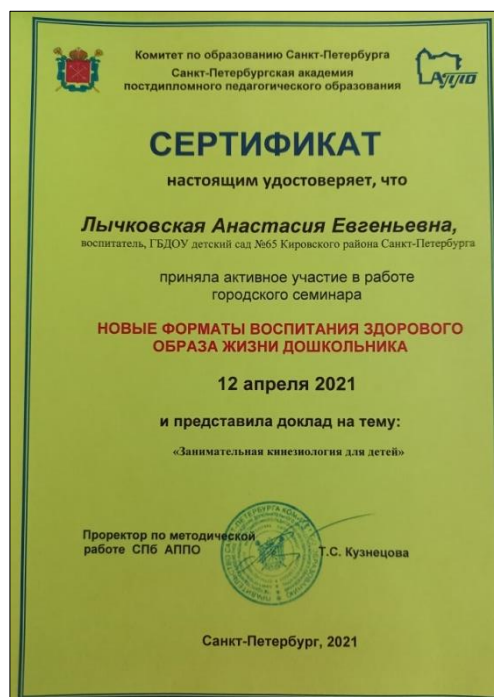 Комитет по образованию Санкт-Петербурга
Санкт-Петербургская академия
постдипломного педагогического образования
Аппо
СЕРТИФИКАТ
настоящим удостоверяет, что
Лычковская Анастасия Евгеньевна,
воспитатель, ГБДОУ детский сад №65 Кировского района Санкт-Петербурга
приняла активное участие в работе
городского семинара
НОВЫЕ ФОРМАТЫ ВОСПИТАНИЯ ЗДОРОВОГО
ОБРАЗА ЖИЗНИ ДОШКОЛЬНИКА
12 апреля 2021
и представила доклад на тему:
«Занимательная кинезиология для детей»
Проректор по методической
работе СПб АППО
Т.С. Кузнецова
Санкт-Петербург, 2021